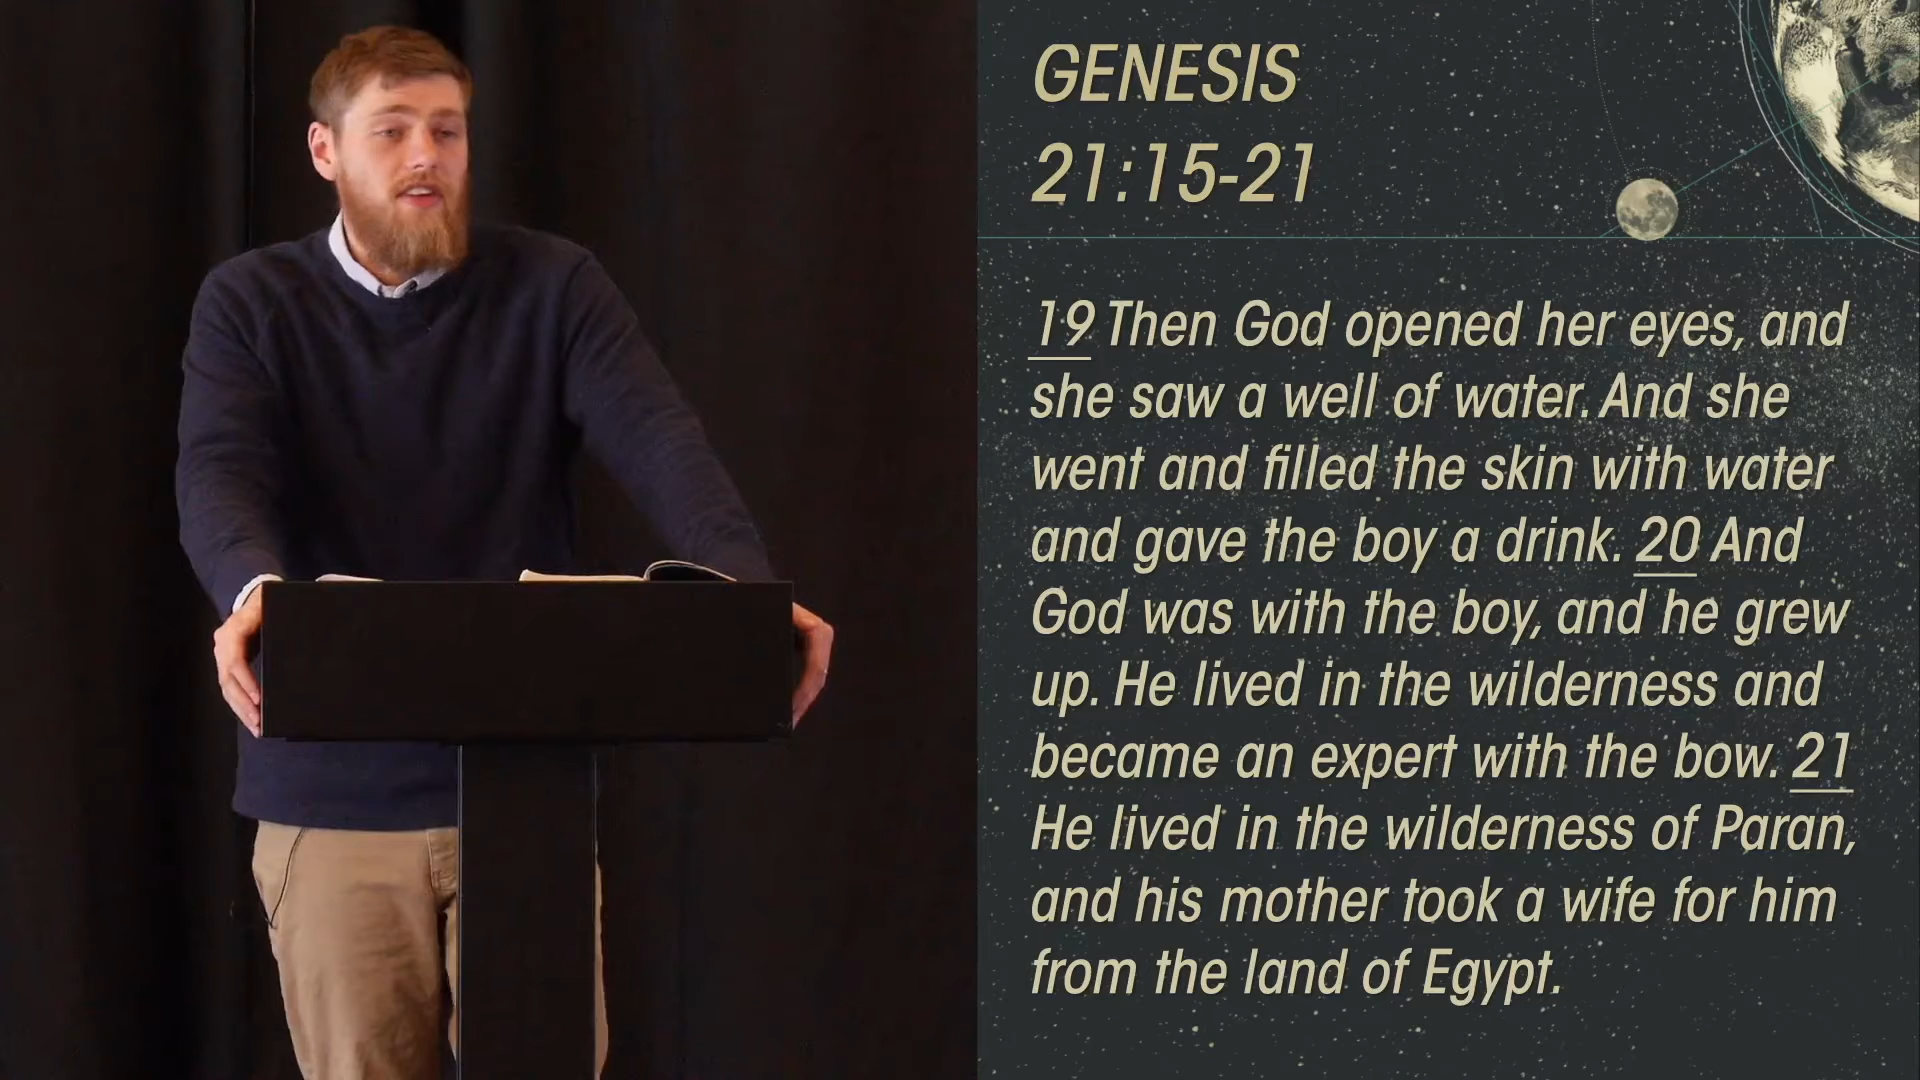 GENESIS
21:15-21
19 Then God opened her eyes, and
she saw a well of water. And she
went and filled the skin with water
and gave the boy a drink. 20 And
God was with the boy, and he grew
up. He lived in the wilderness and
became an expert with the bow. 21
He lived in the wilderness of Paran,
and his mother took a wife for him
from the land of Egypt.